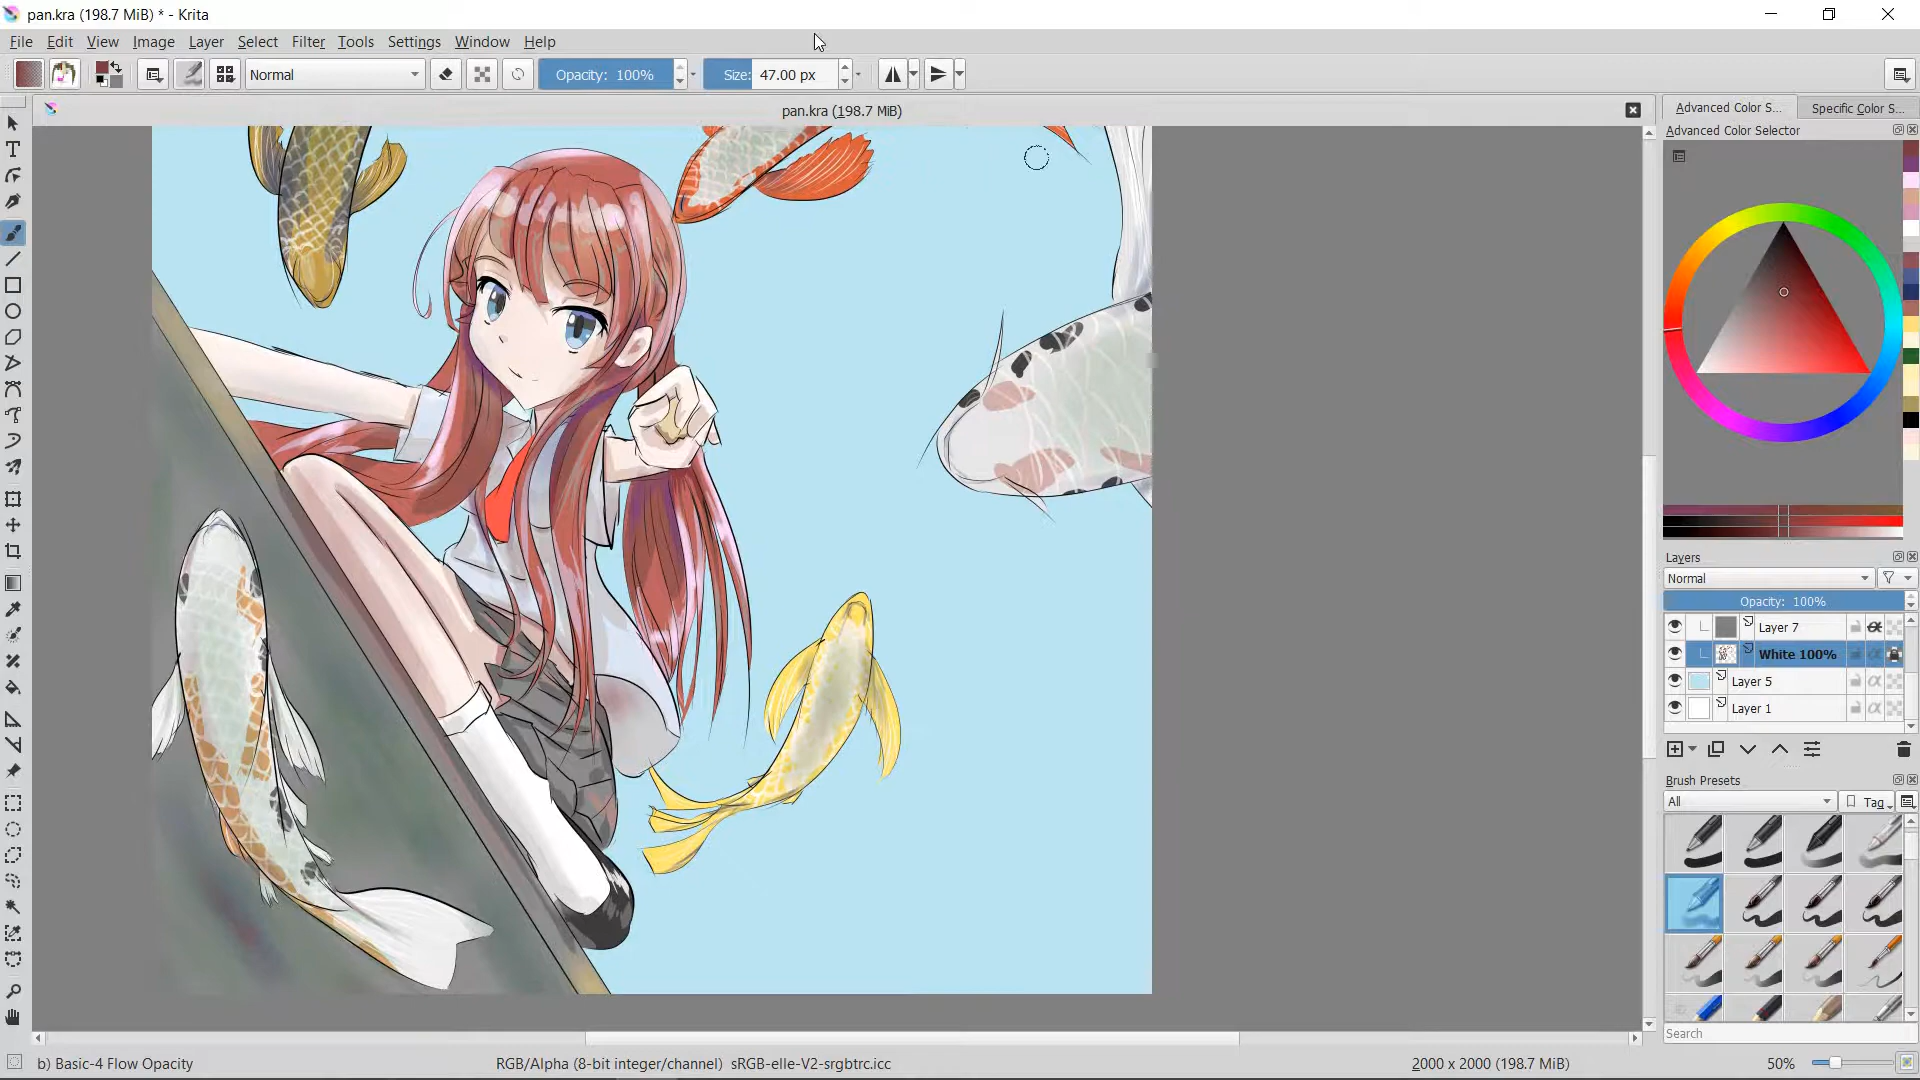 pan.kra (198.7 MiB) * - Krita
File Edit View Image Layer Select Filter Tools Settings Window Help
Normal Opacity: 100% Size: 47.00 px
pan.kra (198.7 MiB)
Advanced Color S... Specific Color S...
Advanced Color Selector
Layers
Normal
Opacity: 100%
Layer 7
White 100%
Layer 5
Layer 1
Brush Presets
All Tag
Search
b) Basic-4 Flow Opacity RGB/Alpha (8-bit integer/channel) sRGB-elle-V2-srgbtrc.icc 2000 x 2000 (198.7 MiB) 50%